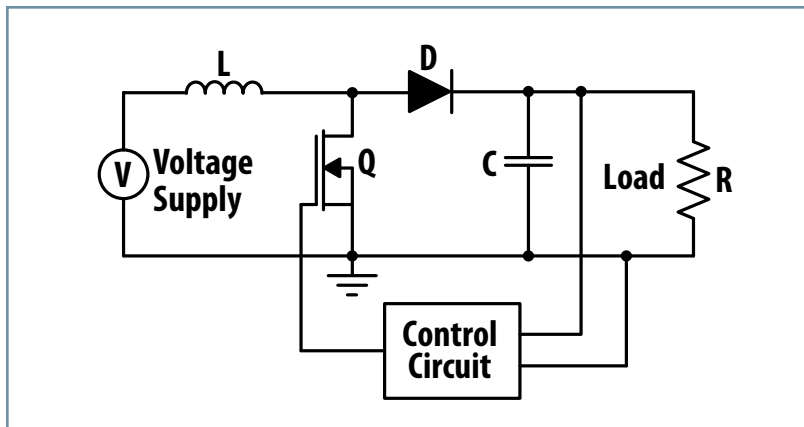 L
D
V
Voltage
Supply
Q
C
Load
R
Control
Circuit